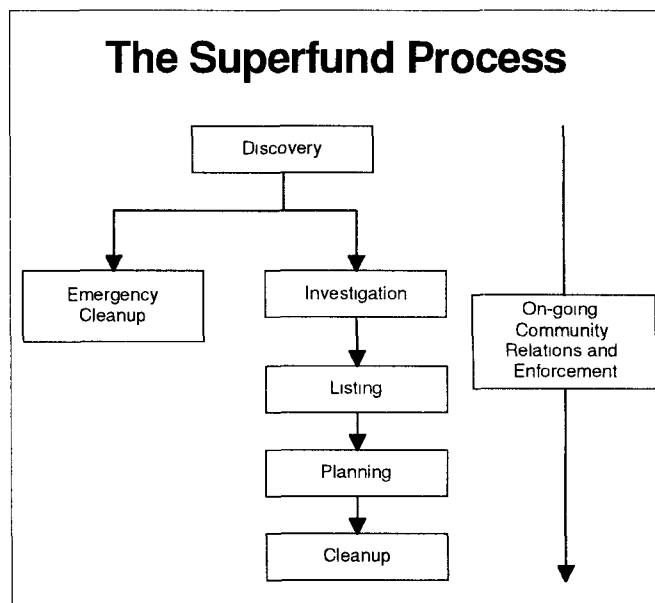 The Superfund Process
Discovery
Emergency
Cleanup
Investigation
On-going
Community
Relations and
Enforcement
Listing
Planning
Cleanup